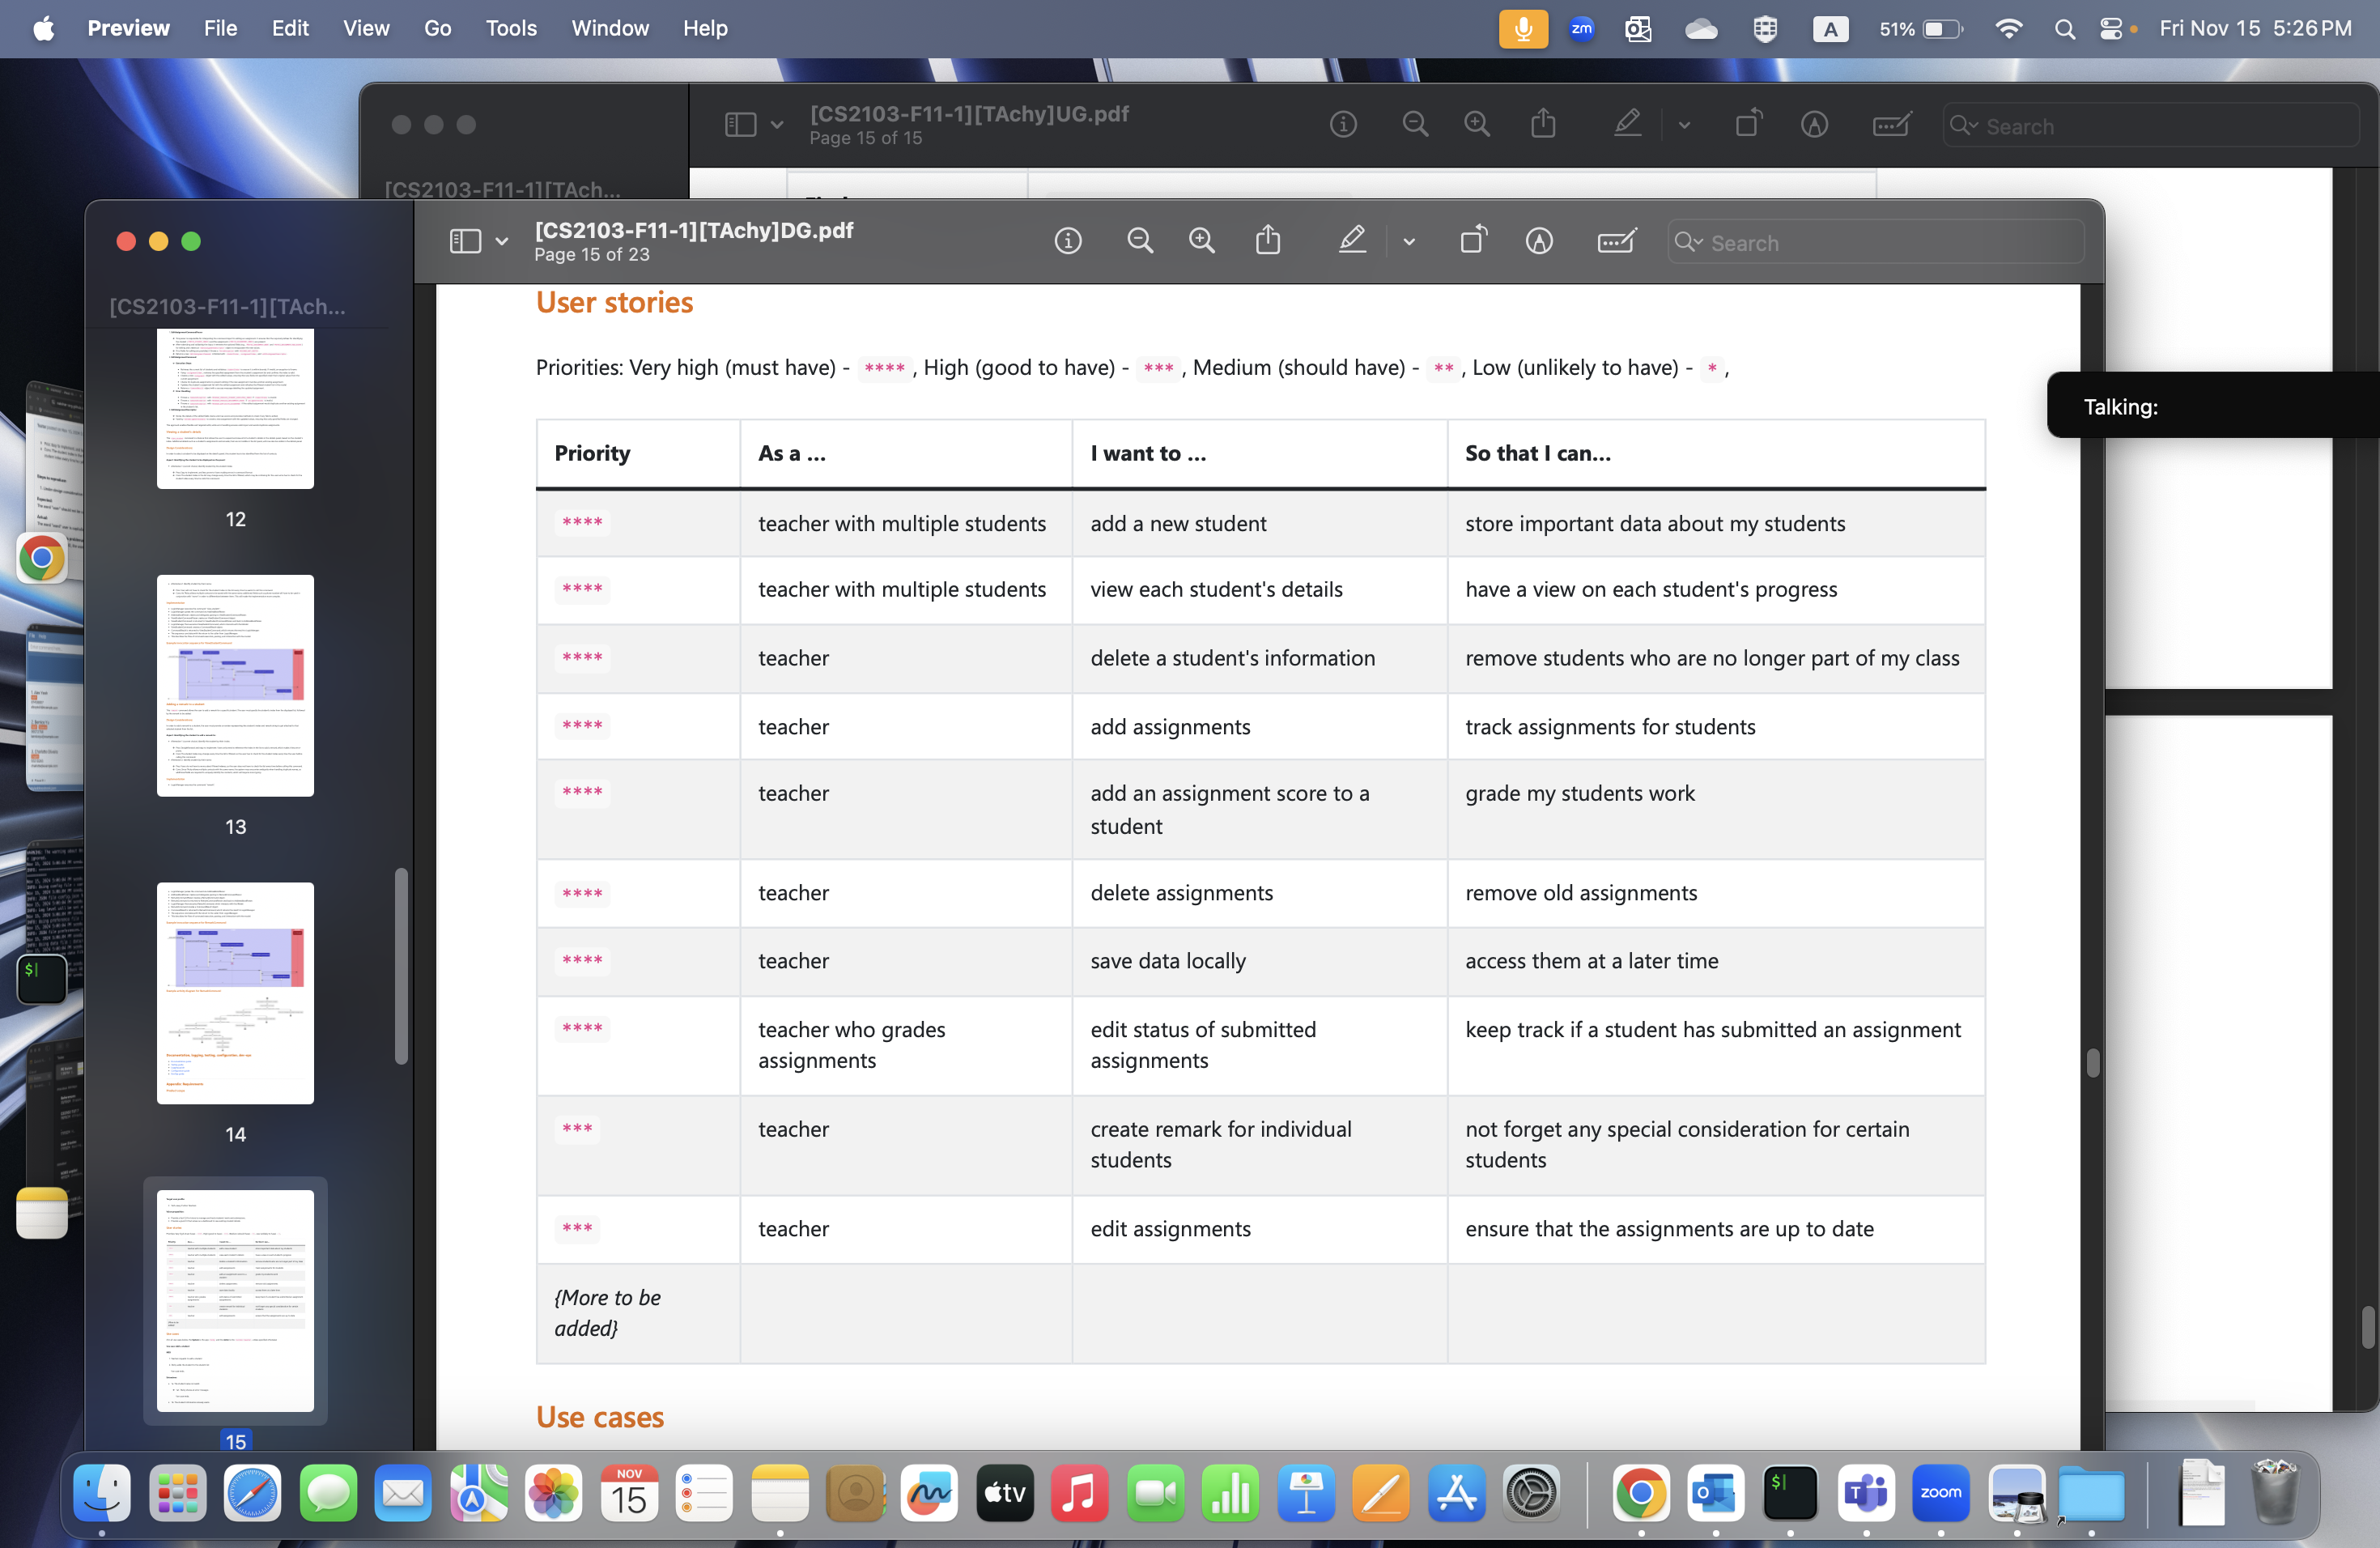 Preview File Edit View Go Tools Window Help
zm A 51% Fri Nov 15 5:26 PM
[CS2103-F11-1][TAchy]UG.pdf
Page 15 of 15
Search
[CS2103-F11-1][TAch...
[CS2103-F11-1][TAchy]DG.pdf
Page 15 of 23
Search
[CS2103-F11-1][TAch...
12
13
14
15
Talking:
User stories
Priorities: Very high (must have) - **** , High (good to have) - *** , Medium (should have) - ** , Low (unlikely to have) - * ,
Priority As a ... I want to ... So that I can...
**** teacher with multiple students add a new student store important data about my students
**** teacher with multiple students view each student's details have a view on each student's progress
**** teacher delete a student's information remove students who are no longer part of my class
**** teacher add assignments track assignments for students
**** teacher add an assignment score to a grade my students work
student
**** teacher delete assignments remove old assignments
**** teacher save data locally access them at a later time
**** teacher who grades edit status of submitted keep track if a student has submitted an assignment
assignments assignments
*** teacher create remark for individual not forget any special consideration for certain
students students
*** teacher edit assignments ensure that the assignments are up to date
{More to be
added}
Use cases
NOV
15
tv
$
zoom
$